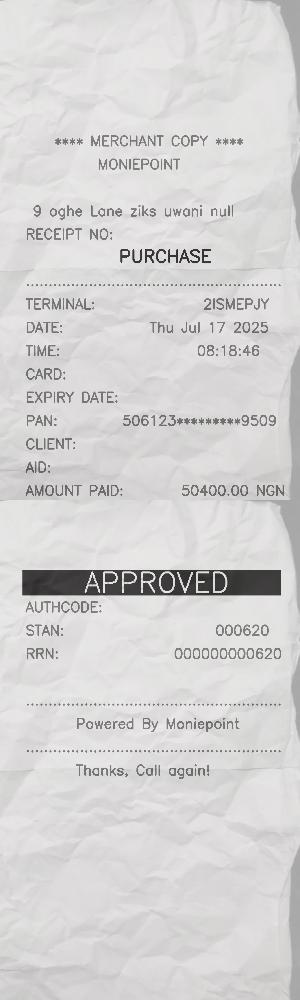 **** MERCHANT COPY ****
MONIEPOINT
9 oghe Lane ziks uwani null
RECEIPT NO:
PURCHASE
TERMINAL: 2ISMEPJY
DATE: Thu Jul 17 2025
TIME: 08:18:46
CARD:
EXPIRY DATE:
PAN: 506123*********9509
CLIENT:
AID:
AMOUNT PAID: 50400.00 NGN
APPROVED
AUTHCODE:
STAN: 000620
RRN: 000000000620
Powered By Moniepoint
Thanks, Call again!